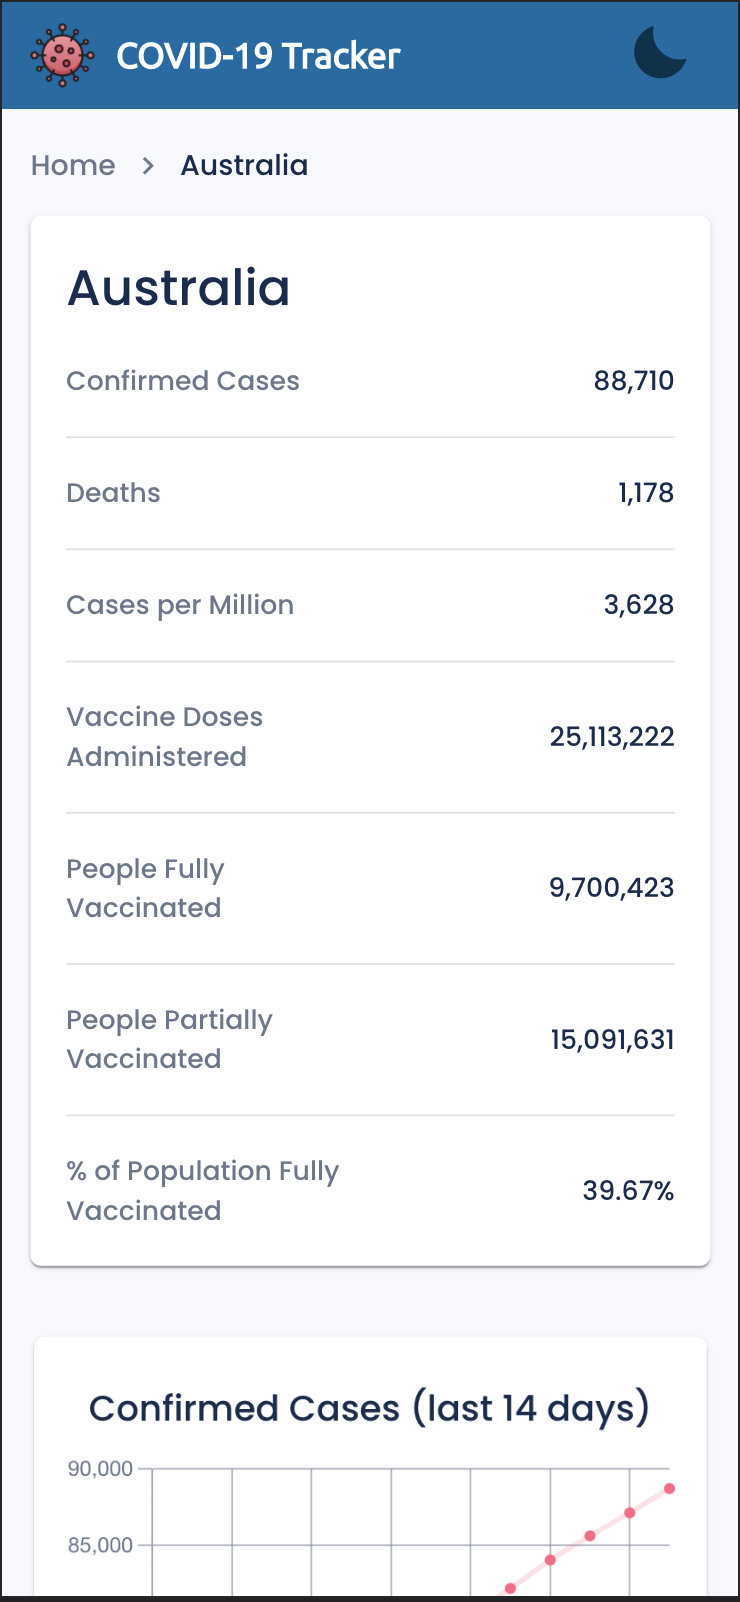 COVID-19 Tracker
Home > Australia
Australia
Confirmed Cases 88,710
Deaths 1,178
Cases per Million 3,628
Vaccine Doses
Administered
25,113,222
People Fully
Vaccinated
9,700,423
People Partially
Vaccinated
15,091,631
% of Population Fully
Vaccinated
39.67%
Confirmed Cases (last 14 days)
90,000
85,000